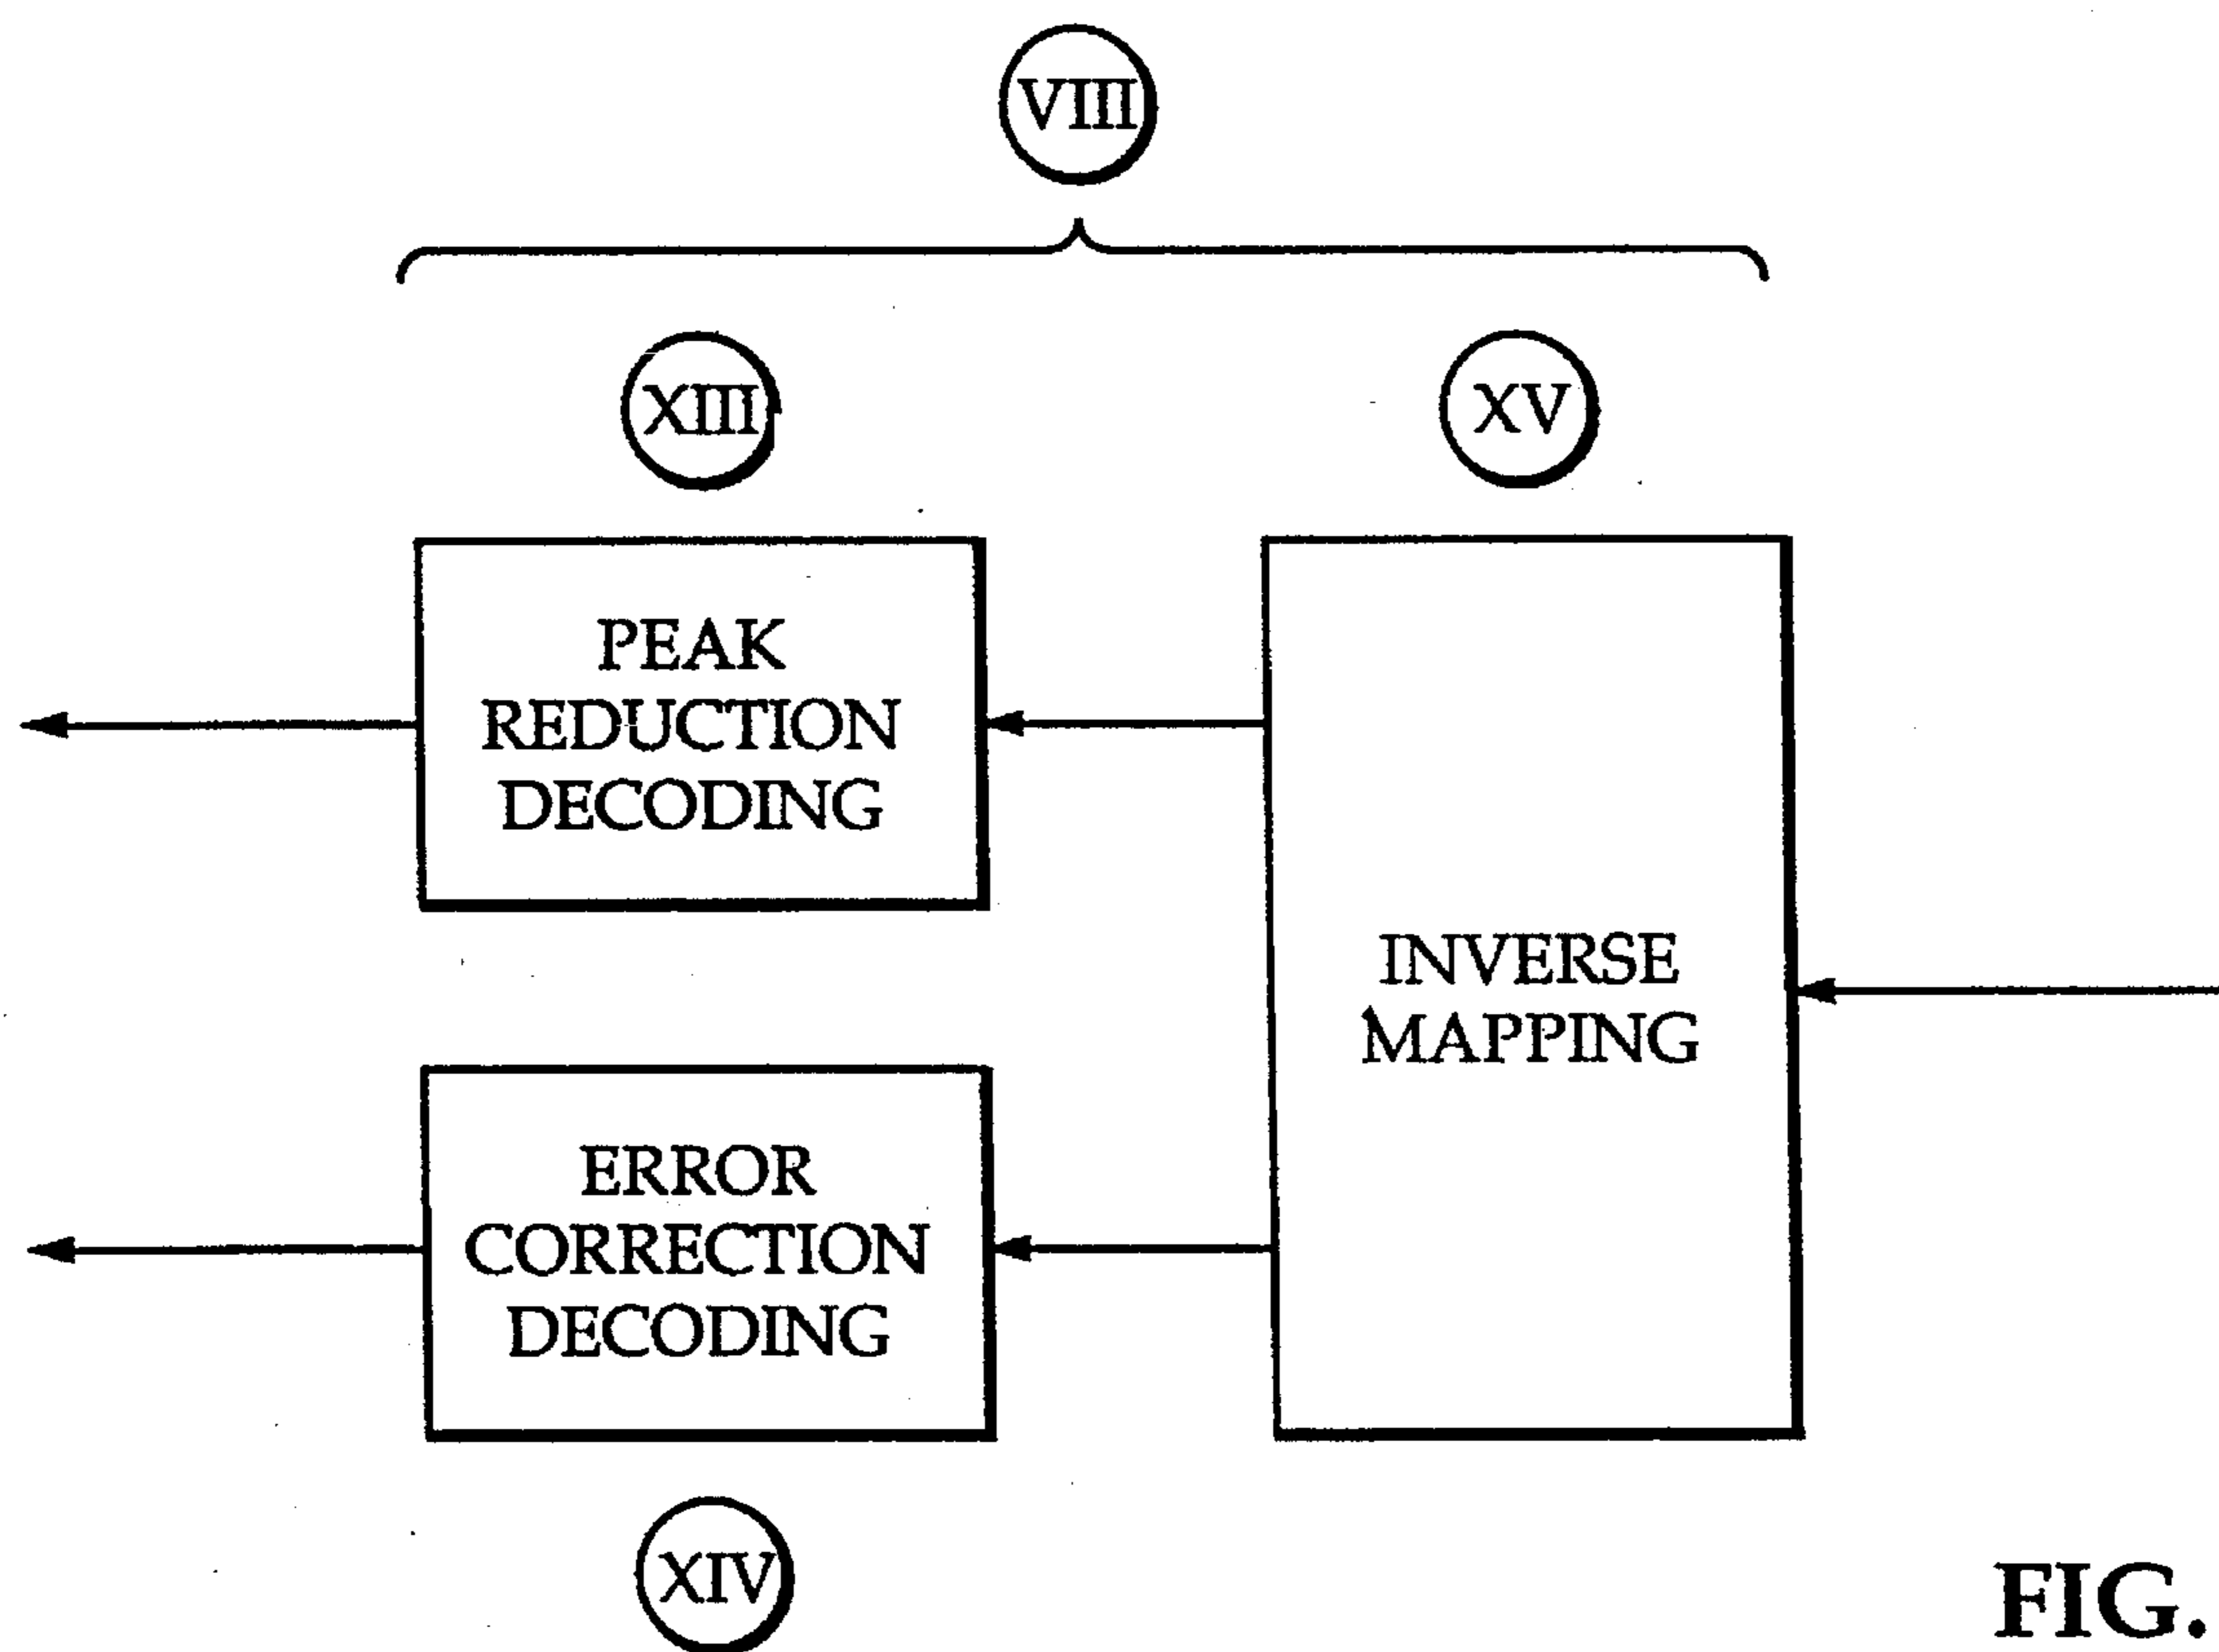 VIII
XIII
XV
PEAK
REDUCTION
DECODING
INVERSE
MAPPING
ERROR
CORRECTION
DECODING
XIV
FIG.